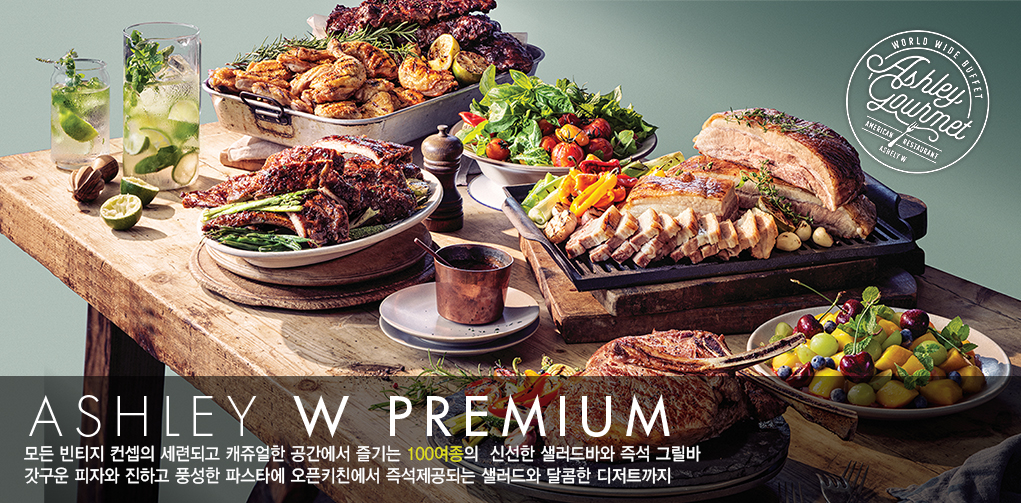 WORLD WIDE BUFFET
Ashley
Gourmet
AMERICAN RESTAURANT
ASHELY W
ASHLEY W PREMIUM
모든 빈티지 컨셉의 세련되고 캐쥬얼한 공간에서 즐기는 100여종의 신선한 샐러드바와 즉석 그릴바
갓구운 피자와 진하고 풍성한 파스타에 오픈키친에서 즉석제공되는 샐러드와 달콤한 디저트까지